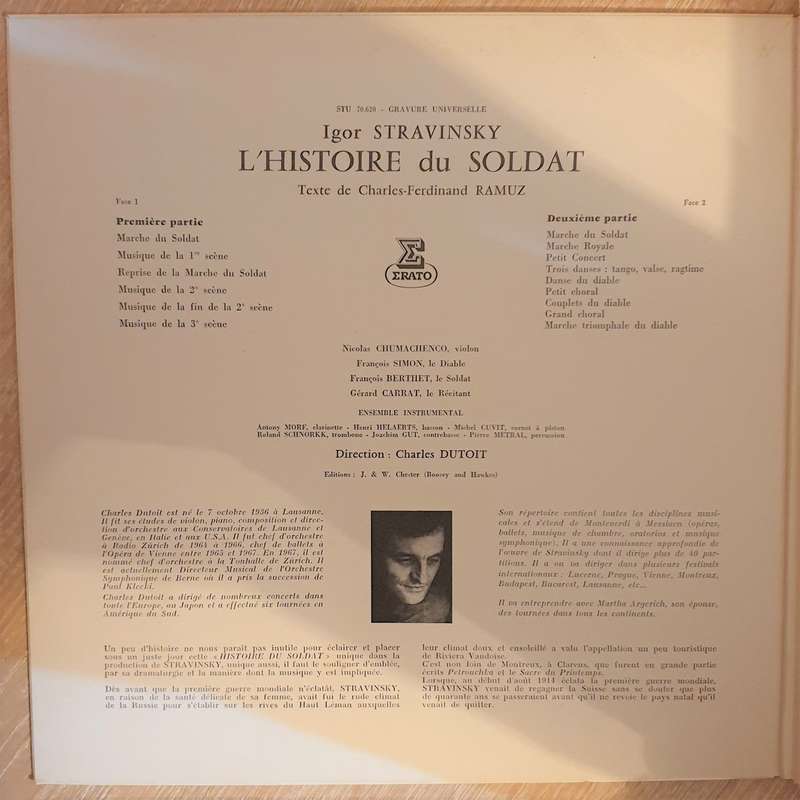 STU 70.620 - GRAVURE UNIVERSELLE
Igor STRAVINSKY
L'HISTOIRE du SOLDAT
Texte de Charles-Ferdinand RAMUZ
Face 1
Première partie
Marche du Soldat
Musique de la 1re scène
Reprise de la Marche du Soldat
Musique de la 2e scène
Musique de la fin de la 2e scène
Musique de la 3e scène
Face 2
Deuxième partie
Marche du Soldat
Marche Royale
Petit Concert
Trois danses : tango, valse, ragtime
Danse du diable
Petit choral
Couplets du diable
Grand choral
Marche triomphale du diable
ERATO
Nicolas CHUMACHENCO, violon
François SIMON, le Diable
François BERTHET, le Soldat
Gérard CARRAT, le Récitant
ENSEMBLE INSTRUMENTAL
Antony MORF, clarinette - Henri HELAERTS, basson - Michel CUVIT, cornet à piston
Roland SCHNORKK, trombone - Joachim GUT, contrebasse - Pierre METRAL, percussion
Direction : Charles DUTOIT
Editions : J. & W. Chester (Boosey and Hawkes)
Charles Dutoit est né le 7 octobre 1936 à Lausanne.
Il fit ses études de violon, piano, composition et direc-
tion d'orchestre aux Conservatoires de Lausanne et
Genève, en Italie et aux U.S.A. Il fut chef d'orchestre
à Radio Zürich de 1964 à 1966, chef de ballets à
l'Opéra de Vienne entre 1965 et 1967. En 1967, il est
nommé chef d'orchestre à la Tonhalle de Zürich. Il
est actuellement Directeur Musical de l'Orchestre
Symphonique de Berne où il a pris la succession de
Paul Klecki.
Charles Dutoit a dirigé de nombreux concerts dans
toute l'Europe, au Japon et a effectué six tournées en
Amérique du Sud.
Son répertoire contient toutes les disciplines musi-
cales et s'étend de Monteverdi à Messiaen (opéras,
ballets, musique de chambre, oratorios et musique
symphonique). Il a une connaissance approfondie de
l'œuvre de Stravinsky dont il dirige plus de 40 par-
titions. Il a eu à diriger dans plusieurs festivals
internationaux : Lucerne, Prague, Vienne, Montreux,
Budapest, Bucarest, Lausanne, etc...
Il va entreprendre avec Martha Argerich, son épouse,
des tournées dans tous les continents.
Un peu d'histoire ne nous paraît pas inutile pour éclairer et placer
sous un juste jour cette « HISTOIRE DU SOLDAT » unique dans la
production de STRAVINSKY, unique aussi, il faut le souligner d'emblée,
par sa dramaturgie et la manière dont la musique y est impliquée.
Dès avant que la première guerre mondiale n'éclatât, STRAVINSKY,
en raison de la santé délicate de sa femme, avait fui le rude climat
de la Russie pour s'établir sur les rives du Haut Léman auxquelles
leur climat doux et ensoleillé a valu l'appellation un peu touristique
de Riviera Vaudoise.
C'est non loin de Montreux, à Clarens, que furent en grande partie
écrits Petrouchka et le Sacre du Printemps.
Lorsque, au début d'août 1914 éclata la première guerre mondiale,
STRAVINSKY venait de regagner la Suisse sans se douter que plus
de quarante ans se passeraient avant qu'il ne revoie le pays natal qu'il
venait de quitter.